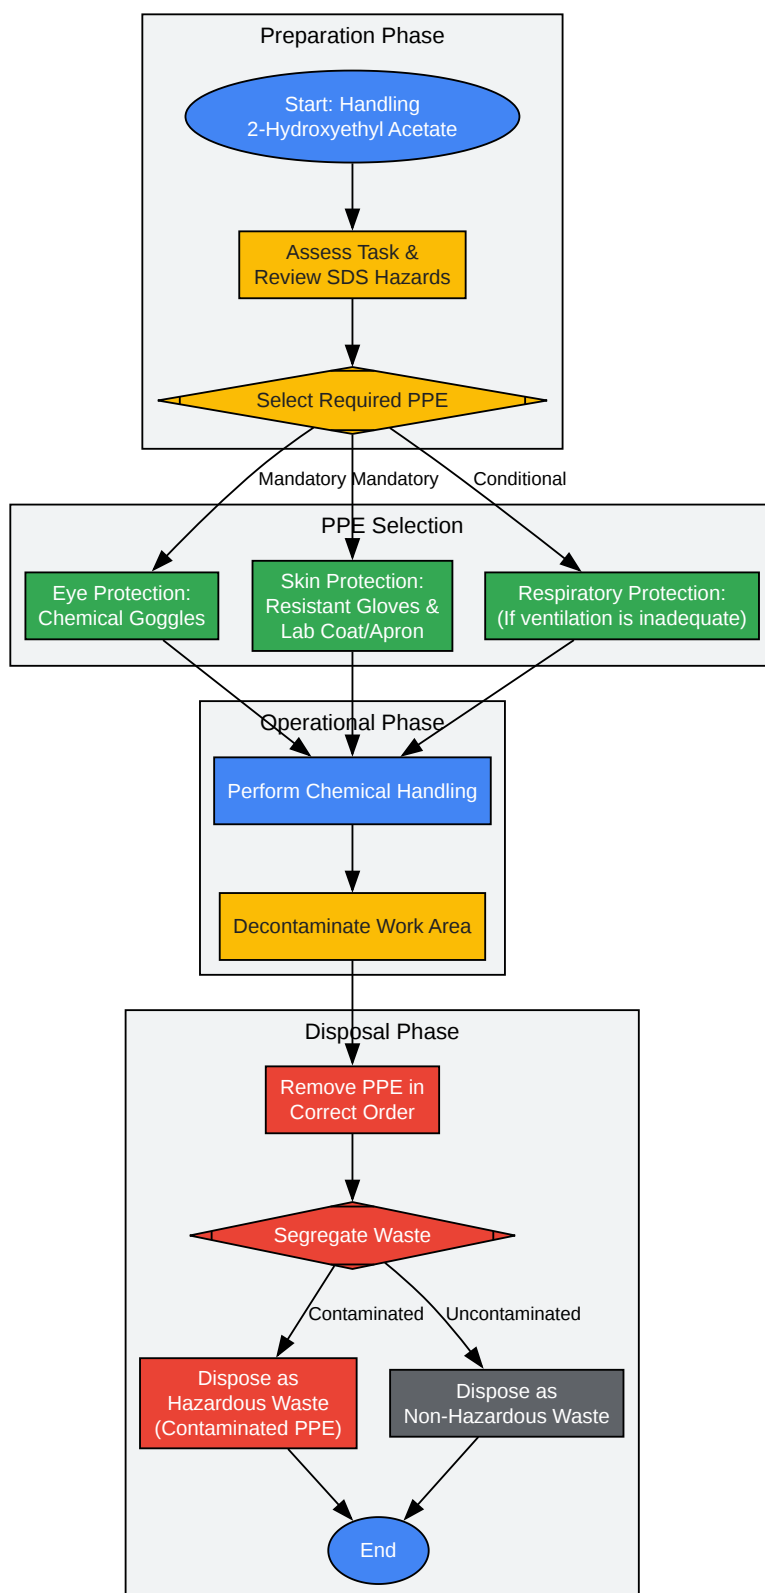 Preparation Phase
Start: Handling
2-Hydroxyethyl Acetate
Assess Task &
Review SDS Hazards
Select Required PPE
Mandatory
Mandatory
Conditional
PPE Selection
Eye Protection:
Chemical Goggles
Skin Protection:
Resistant Gloves &
Lab Coat/Apron
Respiratory Protection:
(If ventilation is inadequate)
Operational Phase
Perform Chemical Handling
Decontaminate Work Area
Disposal Phase
Remove PPE in
Correct Order
Segregate Waste
Contaminated
Uncontaminated
Dispose as
Hazardous Waste
(Contaminated PPE)
Dispose as
Non-Hazardous Waste
End